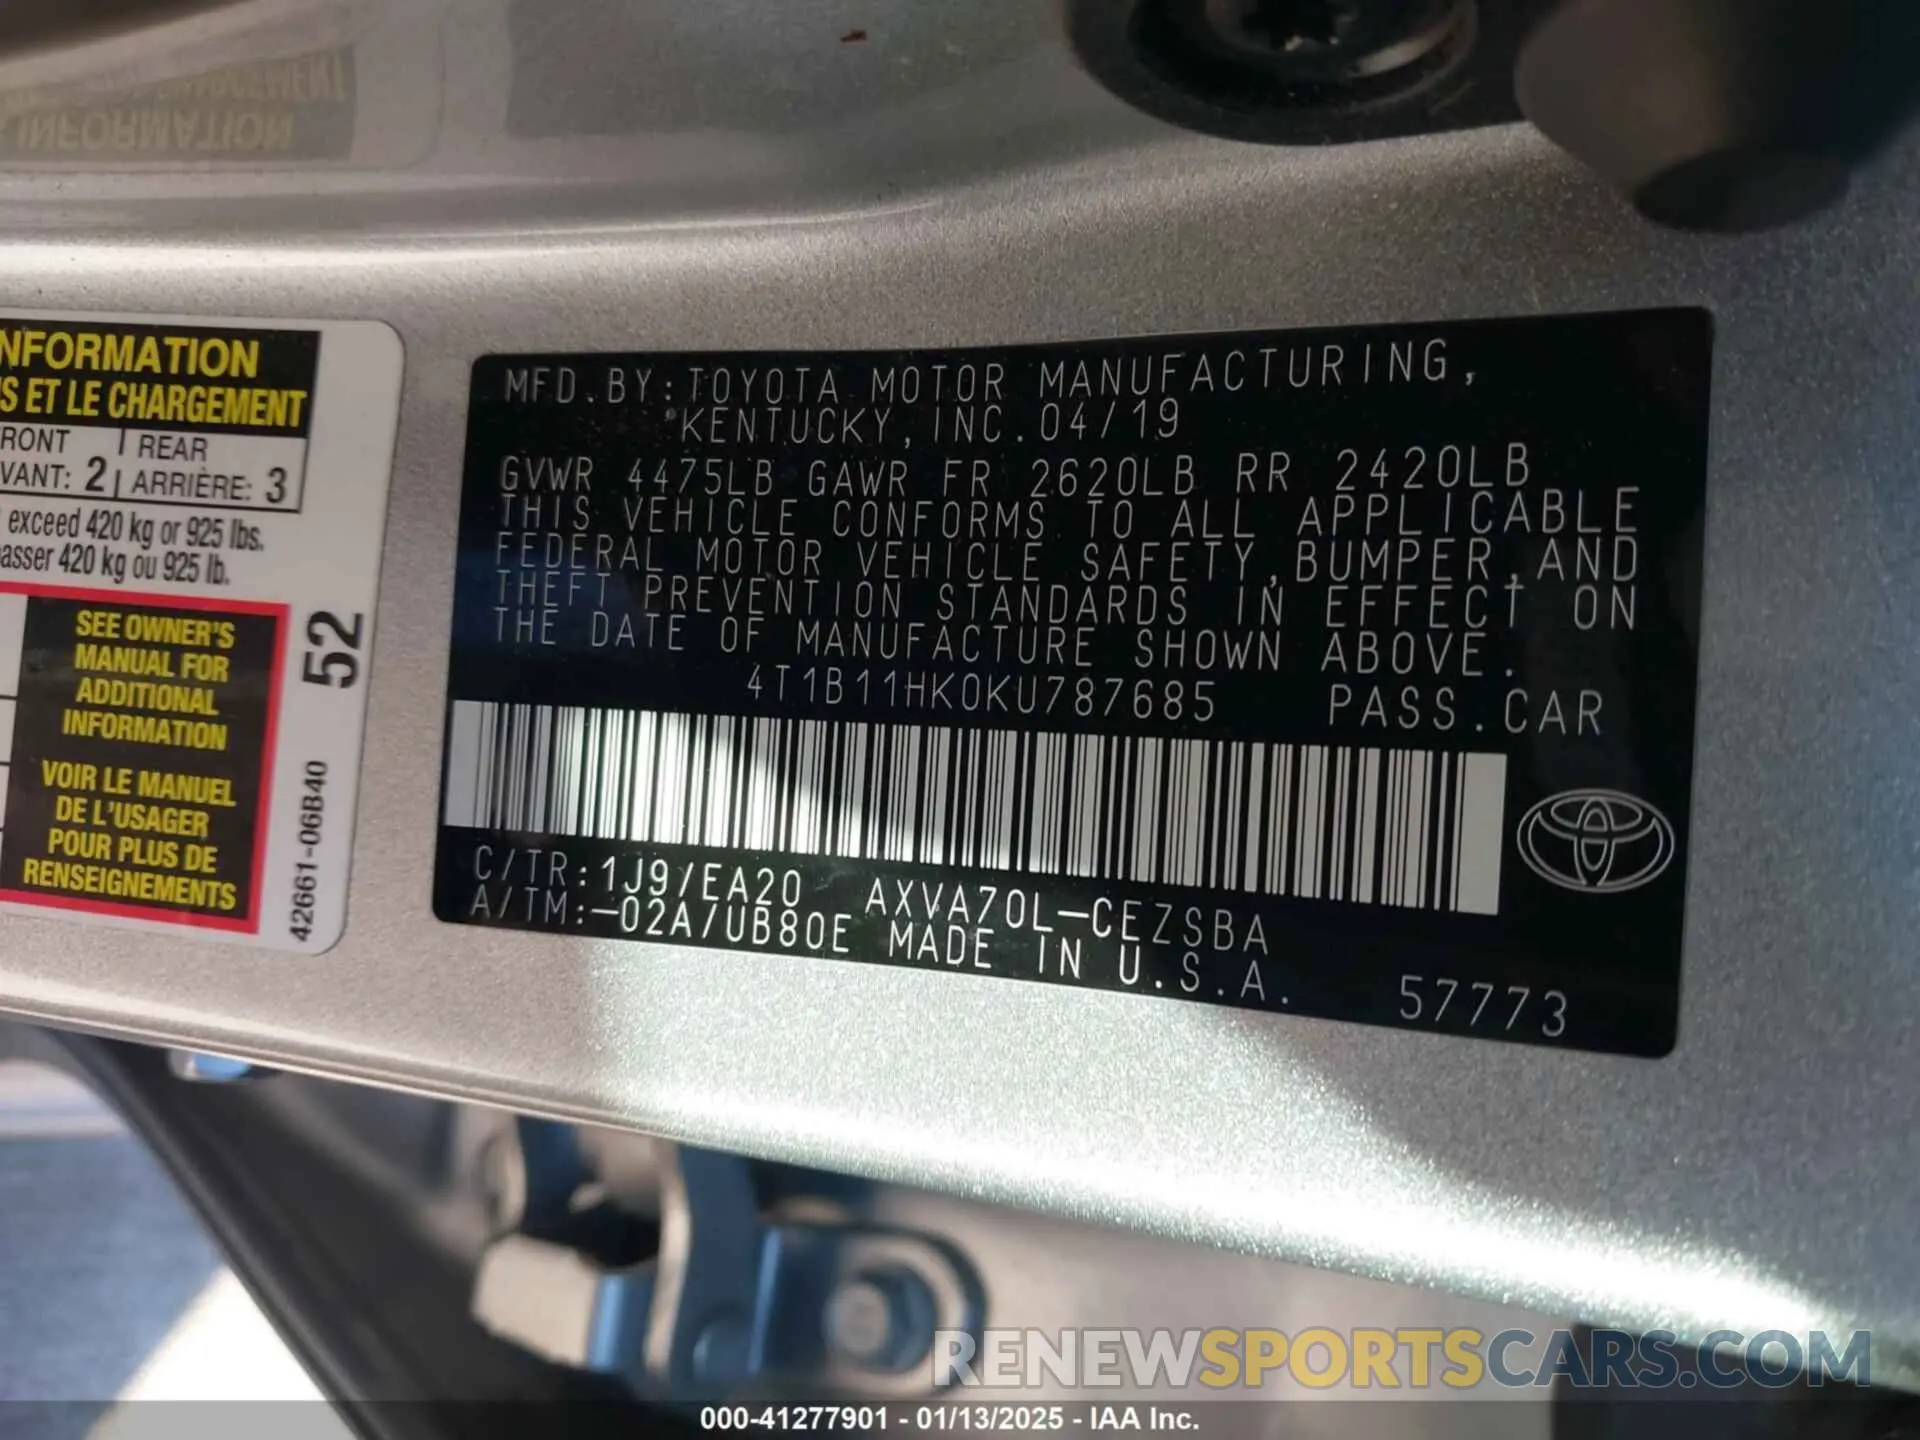 NFORMATION
S ET LE CHARGEMENT
RONT | REAR
VANT: 2 | ARRIÈRE: 3
exceed 420 kg or 925 lbs.
asser 420 kg ou 925 lb.
SEE OWNER'S
MANUAL FOR
ADDITIONAL
INFORMATION
VOIR LE MANUEL
DE L'USAGER
POUR PLUS DE
RENSEIGNEMENTS
52
42661-06B40
MFD.BY:TOYOTA MOTOR MANUFACTURING,
KENTUCKY,INC.04/19
GVWR 4475LB GAWR FR 2620LB RR 2420LB
THIS VEHICLE CONFORMS TO ALL APPLICABLE
FEDERAL MOTOR VEHICLE SAFETY,BUMPER,AND
THEFT PREVENTION STANDARDS IN EFFECT ON
THE DATE OF MANUFACTURE SHOWN ABOVE.
4T1B11HK0KU787685 PASS.CAR
C/TR:1J9/EA20 AXVA70L-CEZSBA
A/TM:-02A/UB80E MADE IN U.S.A.
57773
RENEWSPORTSCARS.COM
000-41277901 - 01/13/2025 - IAA Inc.